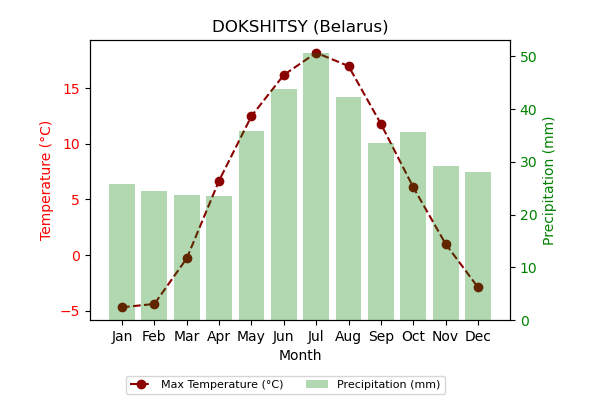 DOKSHITSY (Belarus)
Temperature (°C)
15
10
5
0
−5
50
40
30
20
10
0
Precipitation (mm)
Jan Feb Mar Apr May Jun Jul Aug Sep Oct Nov Dec
Month
Max Temperature (°C) Precipitation (mm)